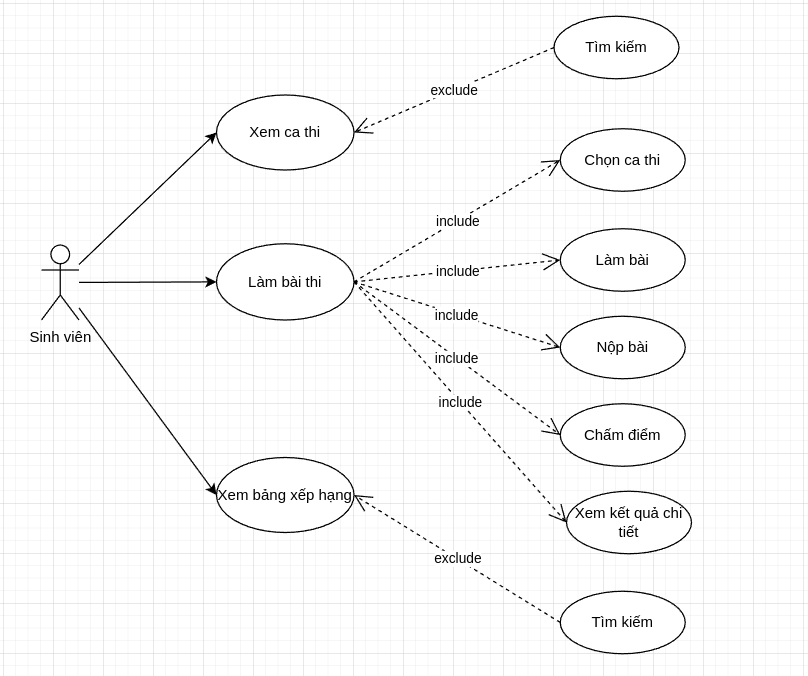 Tìm kiếm
exclude
Xem ca thi
Chọn ca thi
include
Làm bài
include
Làm bài thi
include
Nộp bài
Sinh viên
include
include
Chấm điểm
Xem bảng xếp hạng
Xem kết quả chi
tiết
exclude
Tìm kiếm